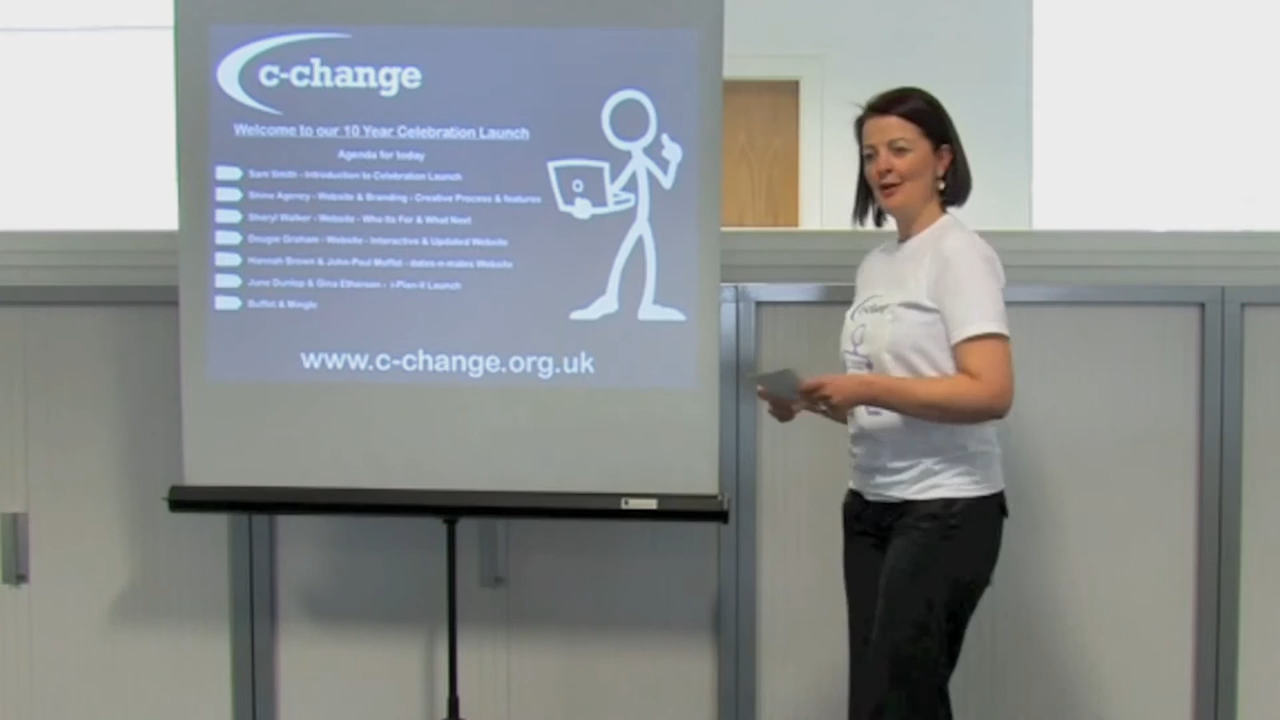 c-change
Welcome to our 10 Year Celebration Launch
Agenda for today
Sam Smith - Introduction to Celebration Launch
Shine Agency - Website & Branding - Creative Process & features
Sheryl Walker - Website - Who Its For & What Next
Dougie Graham - Website - Interactive & Updated Website
Hannah Brown & John-Paul Moffat - dates-n-mates Website
June Dunlop & Gina Etherson - i-Plan-it Launch
Buffet & Mingle
www.c-change.org.uk